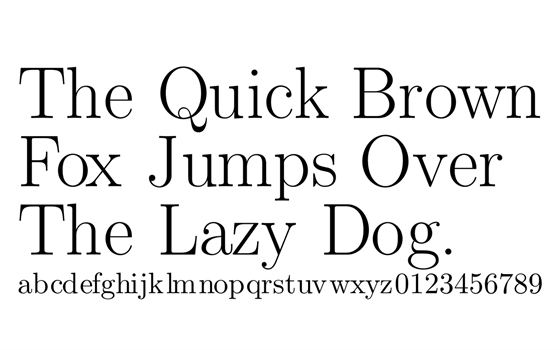 The Quick Brown
Fox Jumps Over
The Lazy Dog.
abcdefghijklmnopqrstuvwxyz0123456789